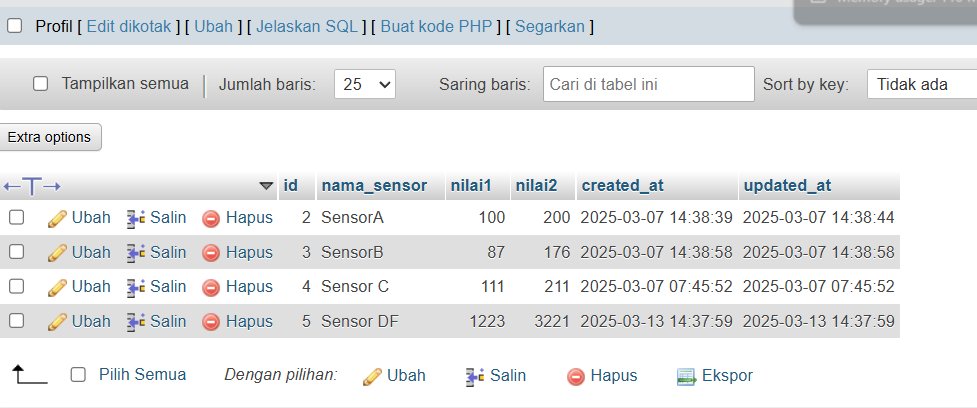 Profil [ Edit dikotak ] [ Ubah ] [ Jelaskan SQL ] [ Buat kode PHP ] [ Segarkan ]
Tampilkan semua Jumlah baris: 25 Saring baris: Cari di tabel ini Sort by key: Tidak ada
Extra options
←T→ id nama_sensor nilai1 nilai2 created_at updated_at
Ubah Salin Hapus 2 SensorA 100 200 2025-03-07 14:38:39 2025-03-07 14:38:44
Ubah Salin Hapus 3 SensorB 87 176 2025-03-07 14:38:58 2025-03-07 14:38:58
Ubah Salin Hapus 4 Sensor C 111 211 2025-03-07 07:45:52 2025-03-07 07:45:52
Ubah Salin Hapus 5 Sensor DF 1223 3221 2025-03-13 14:37:59 2025-03-13 14:37:59
Pilih Semua Dengan pilihan: Ubah Salin Hapus Ekspor